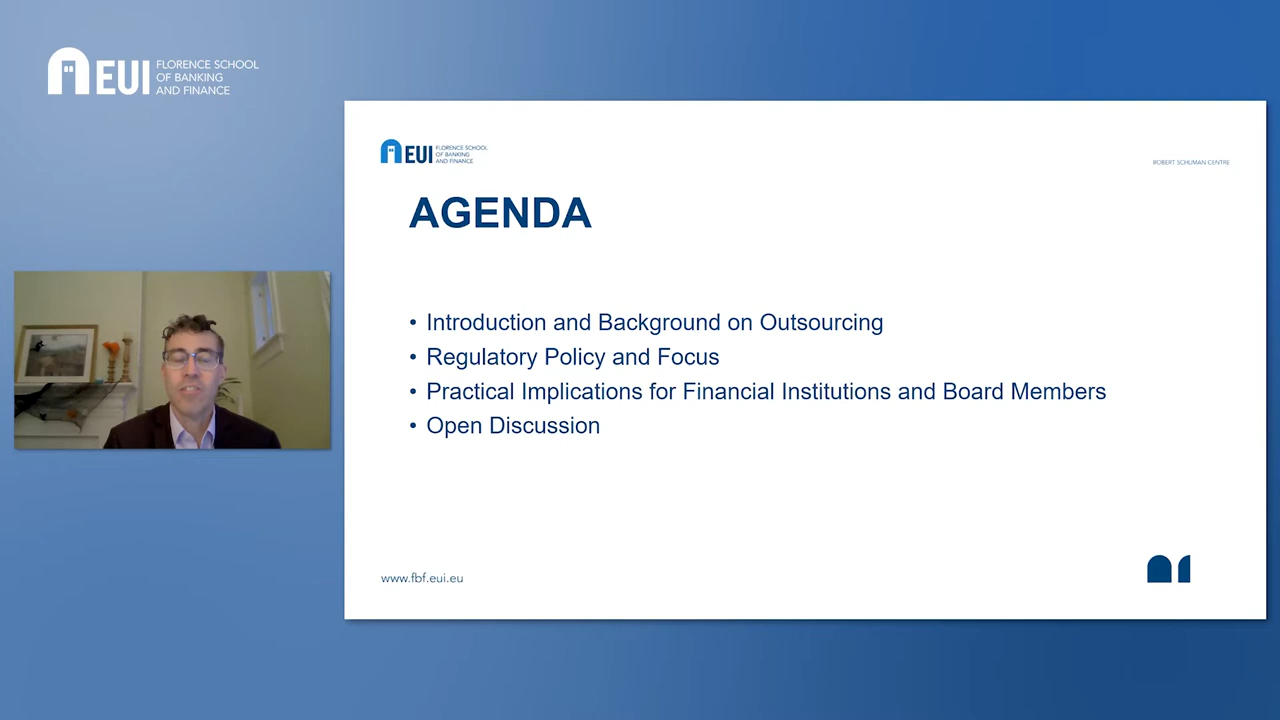 EUI
FLORENCE SCHOOL
OF BANKING
AND FINANCE
EUI
FLORENCE SCHOOL
OF BANKING
AND FINANCE
ROBERT SCHUMAN CENTRE
AGENDA
• Introduction and Background on Outsourcing
• Regulatory Policy and Focus
• Practical Implications for Financial Institutions and Board Members
• Open Discussion
www.fbf.eui.eu